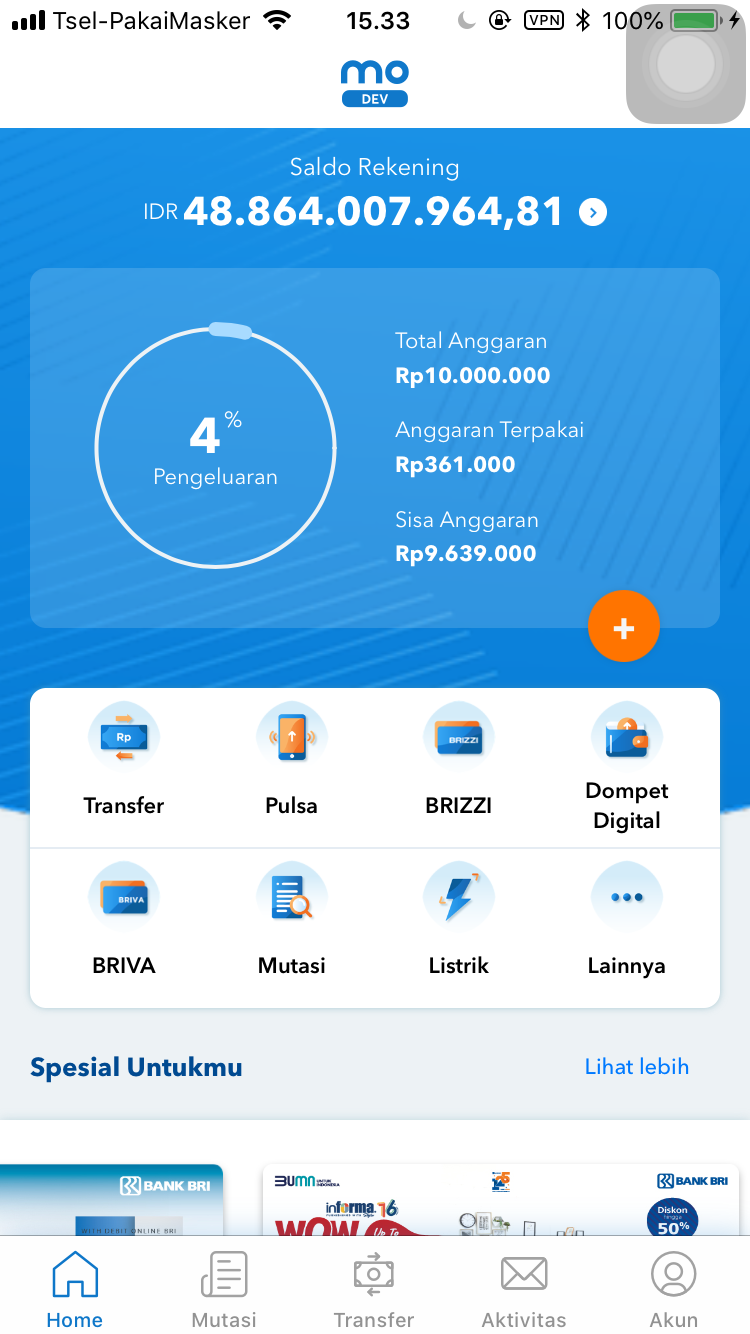 Tsel-PakaiMasker 15.33 VPN 100%
mo
DEV
Saldo Rekening
IDR 48.864.007.964,81
Total Anggaran
Rp10.000.000
4%
Pengeluaran
Anggaran Terpakai
Rp361.000
Sisa Anggaran
Rp9.639.000
+
Rp
BRIZZI
Transfer Pulsa BRIZZI Dompet
Digital
BRIVA
BRIVA Mutasi Listrik Lainnya
Spesial Untukmu Lihat lebih
BANK BRI
WITH DEBIT ONLINE BRI
BUMN UNTUK INDONESIA
BANK BRI
informa
WOW Up To
Diskon
hingga
50%
Home Mutasi Transfer Aktivitas Akun